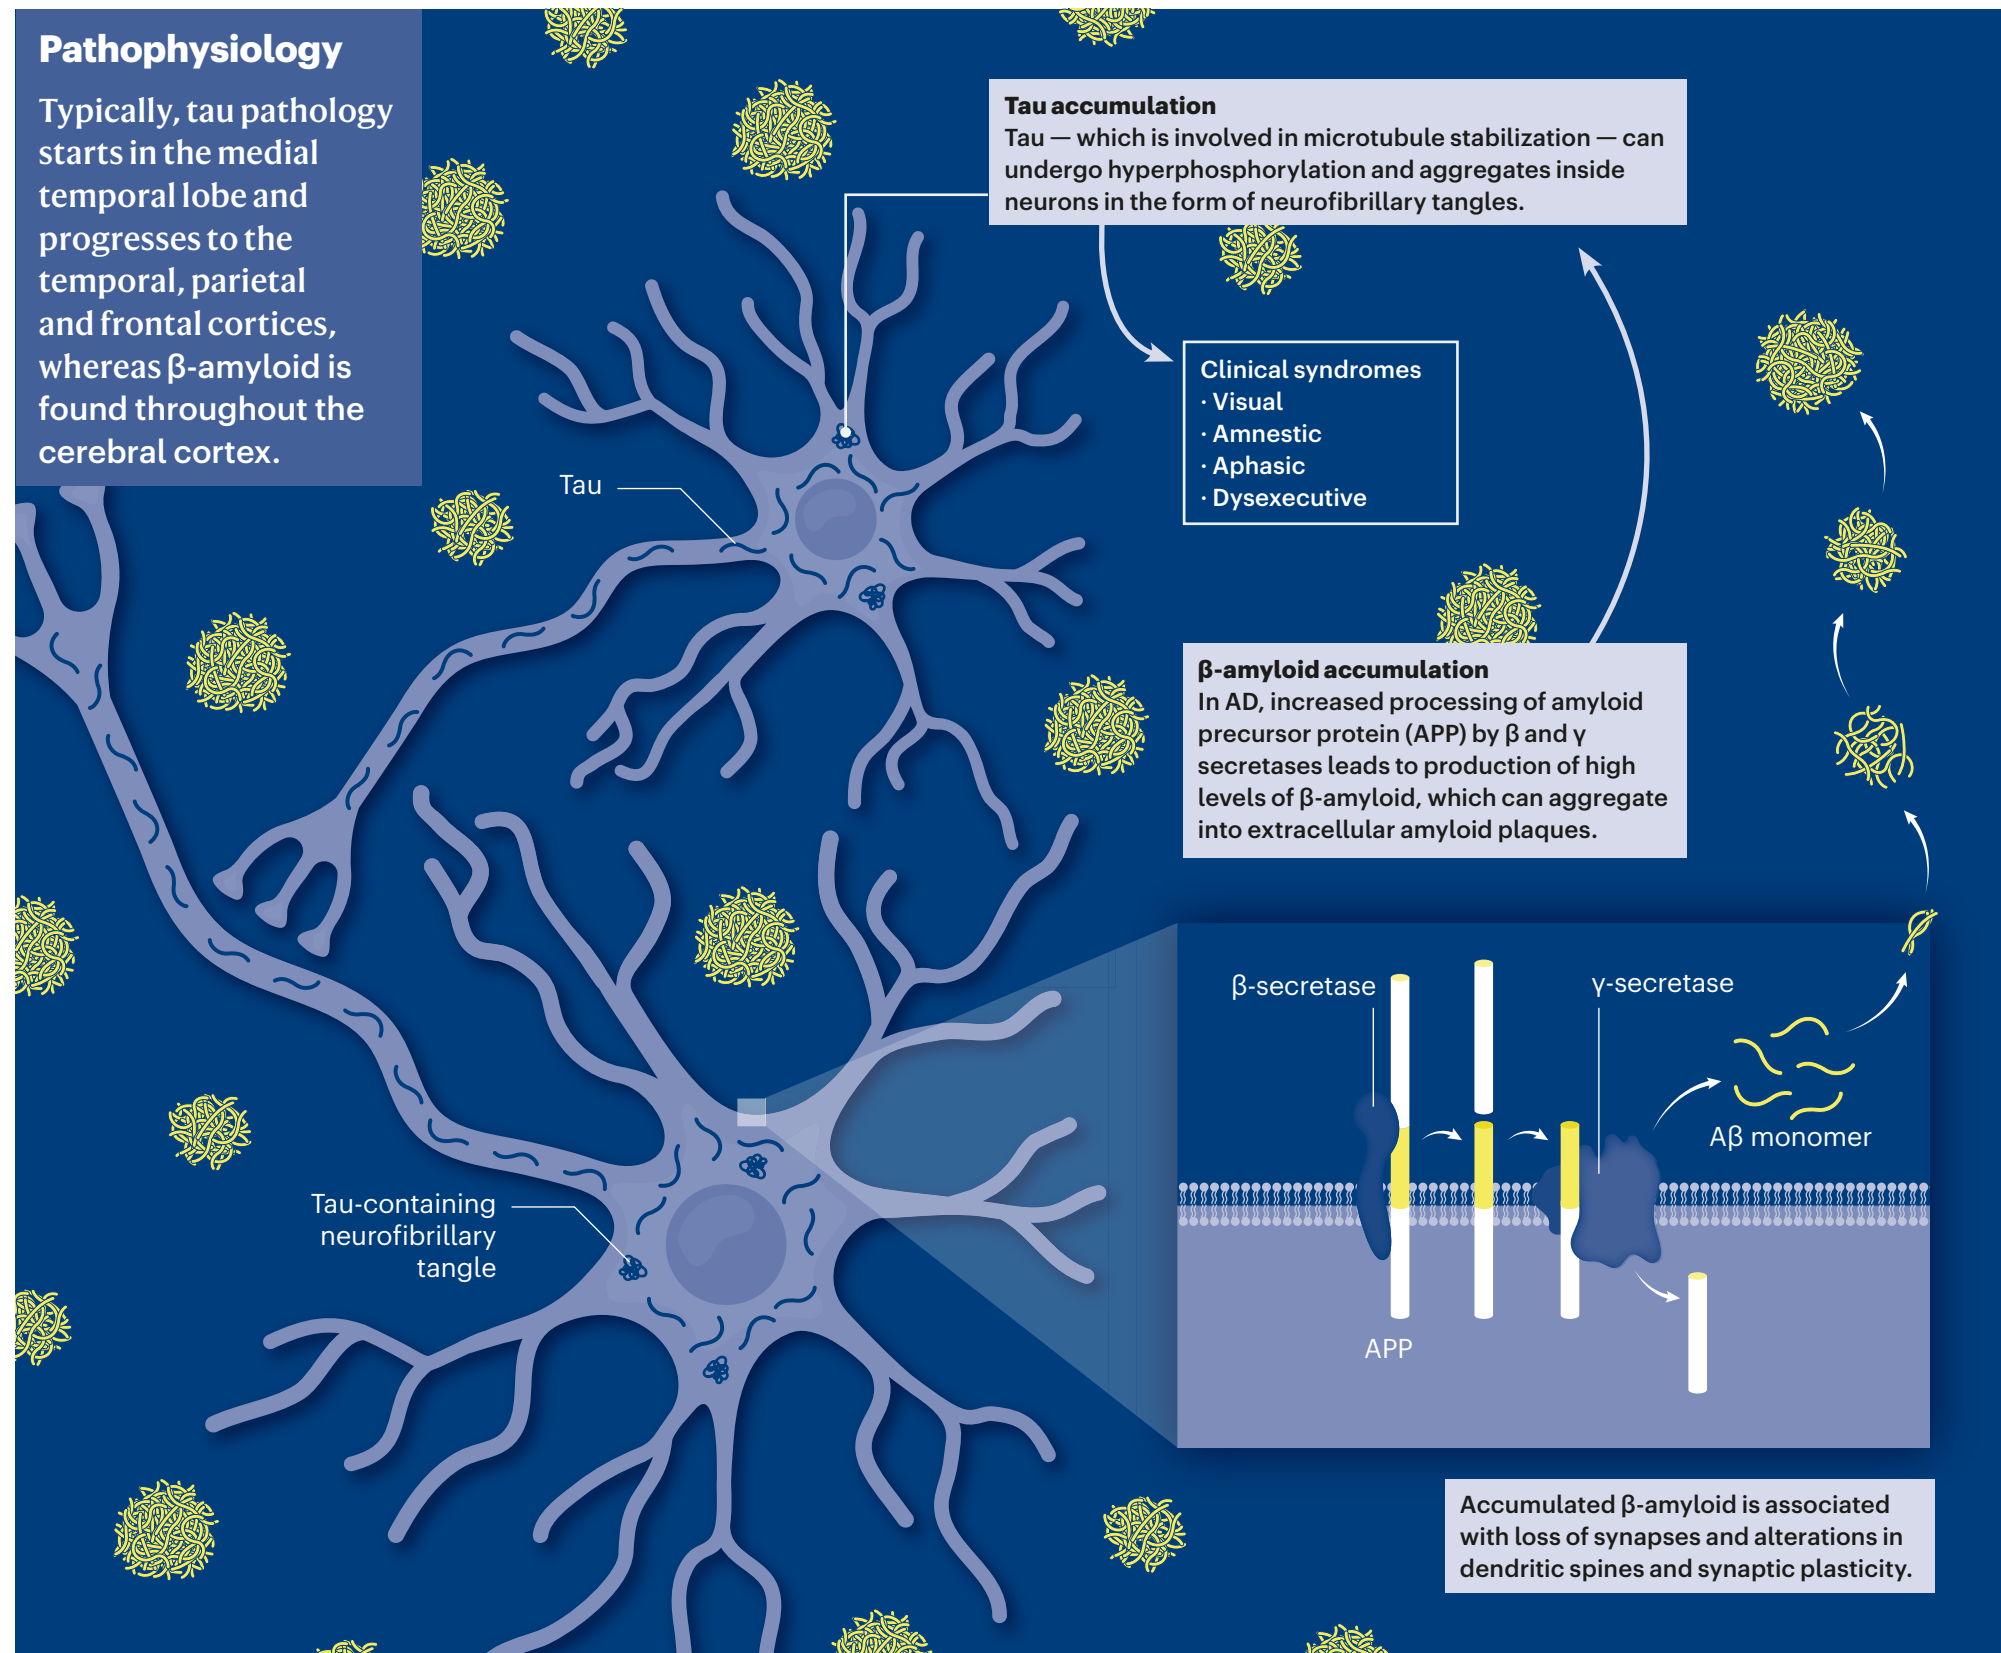 Pathophysiology
Typically, tau pathology
starts in the medial
temporal lobe and
progresses to the
temporal, parietal
and frontal cortices,
whereas β-amyloid is
found throughout the
cerebral cortex.
Tau accumulation
Tau — which is involved in microtubule stabilization — can
undergo hyperphosphorylation and aggregates inside
neurons in the form of neurofibrillary tangles.
Clinical syndromes
· Visual
· Amnestic
· Aphasic
· Dysexecutive
Tau
β-amyloid accumulation
In AD, increased processing of amyloid
precursor protein (APP) by β and γ
secretases leads to production of high
levels of β-amyloid, which can aggregate
into extracellular amyloid plaques.
β-secretase
γ-secretase
Aβ monomer
APP
Tau-containing
neurofibrillary
tangle
Accumulated β-amyloid is associated
with loss of synapses and alterations in
dendritic spines and synaptic plasticity.